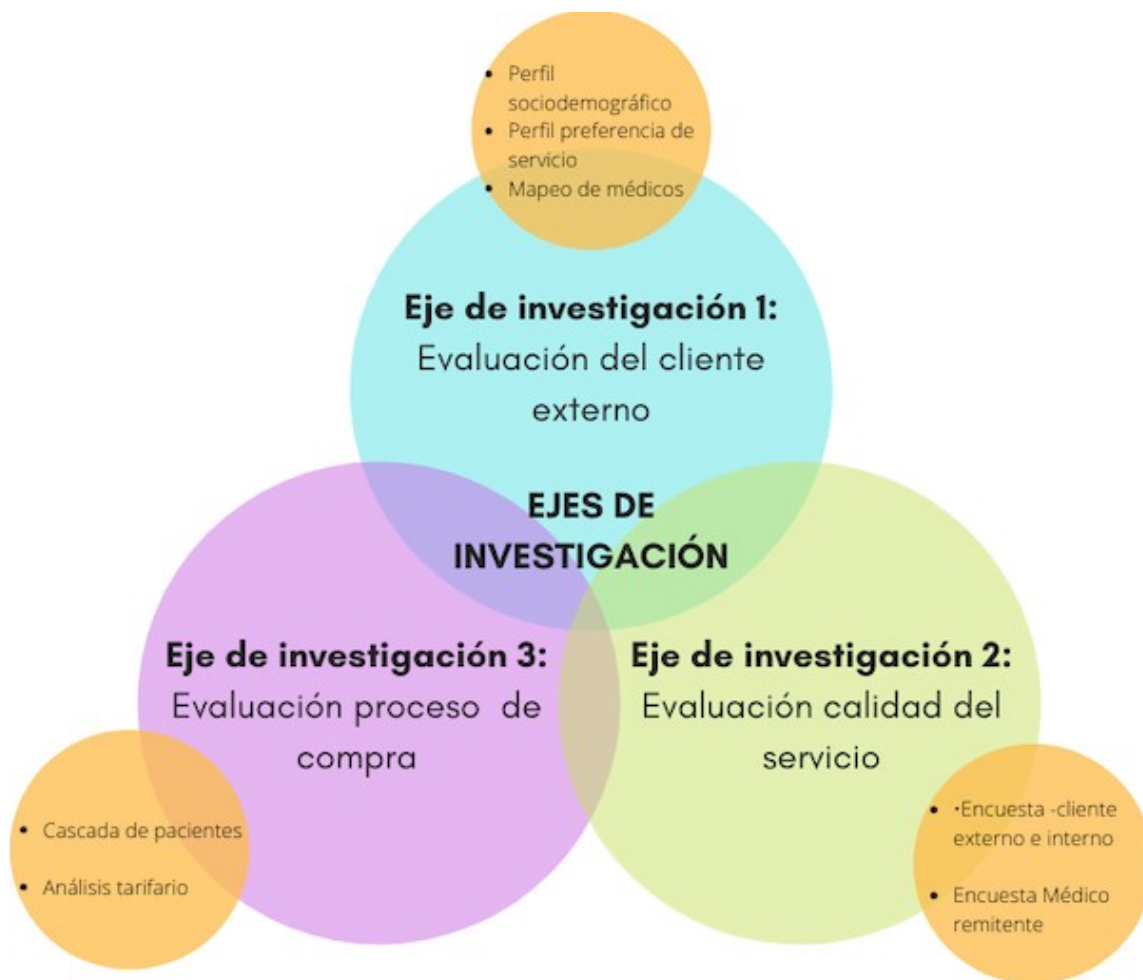 • Perfil
sociodemográfico
• Perfil preferencia de
servicio
• Mapeo de médicos
Eje de investigación 1:
Evaluación del cliente
externo
EJES DE
INVESTIGACIÓN
Eje de investigación 3:
Evaluación proceso de
compra
Eje de investigación 2:
Evaluación calidad del
servicio
• Cascada de pacientes
• Análisis tarifario
• •Encuesta -cliente
externo e interno
• Encuesta Médico
remitente